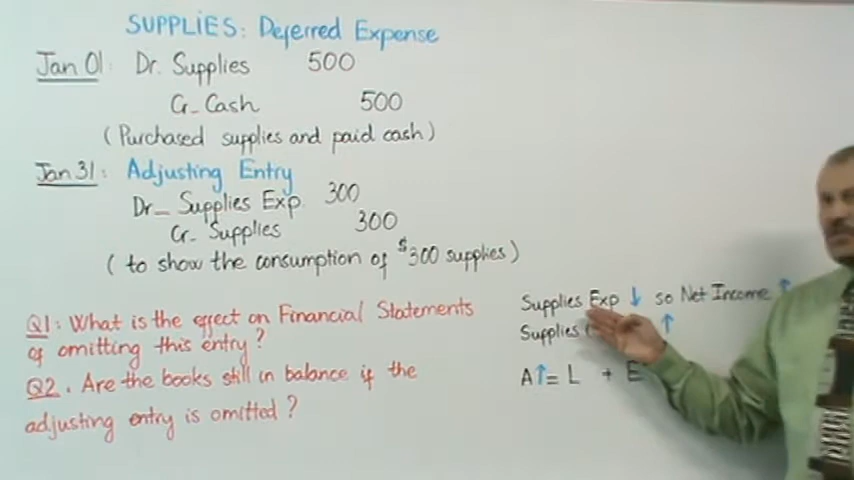 SUPPLIES: Deferred Expense
Jan 01: Dr. Supplies 500
Cr_ Cash 500
(Purchased supplies and paid cash)
Jan 31: Adjusting Entry
Dr_ Supplies Exp. 300
Cr_ Supplies 300
(to show the consumption of $300 supplies)
Q1: What is the effect on Financial Statements
of omitting this entry?
Q2. Are the books still in balance if the
adjusting entry is omitted?
Supplies Exp ↓ so Net Income ↑
Supplies ( ↑
A↑ = L + E